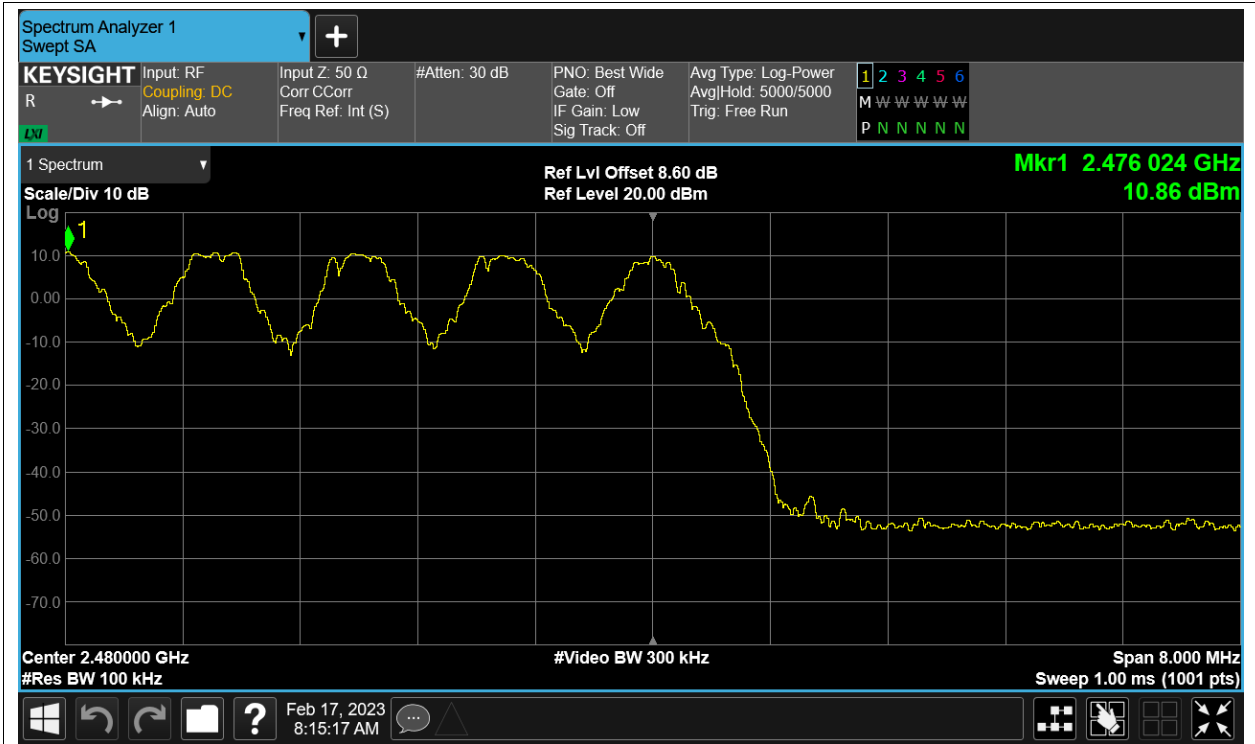 Spectrum Analyzer 1
Swept SA
KEYSIGHT
R
LXI
Input: RF
Coupling: DC
Align: Auto
Input Z: 50 Ω
Corr CCorr
Freq Ref: Int (S)
#Atten: 30 dB
PNO: Best Wide
Gate: Off
IF Gain: Low
Sig Track: Off
Avg Type: Log-Power
Avg|Hold: 5000/5000
Trig: Free Run
1 2 3 4 5 6
M W W W W W
P N N N N N
1 Spectrum
Scale/Div 10 dB
Log
Ref Lvl Offset 8.60 dB
Ref Level 20.00 dBm
Mkr1 2.476 024 GHz
10.86 dBm
1
10.0
0.00
-10.0
-20.0
-30.0
-40.0
-50.0
-60.0
-70.0
Center 2.480000 GHz
#Res BW 100 kHz
#Video BW 300 kHz
Span 8.000 MHz
Sweep 1.00 ms (1001 pts)
?
Feb 17, 2023
8:15:17 AM